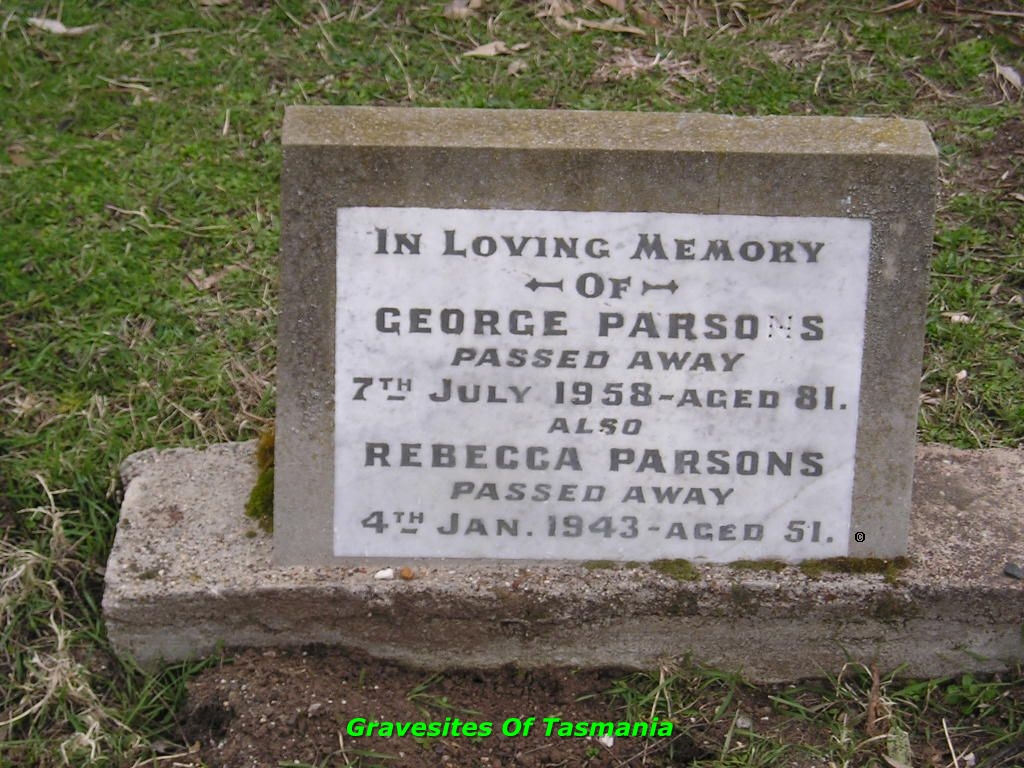 IN LOVING MEMORY
OF
GEORGE PARSONS
PASSED AWAY
7TH JULY 1958 - AGED 81.
ALSO
REBECCA PARSONS
PASSED AWAY
4TH JAN. 1943 - AGED 51.
©
Gravesites Of Tasmania